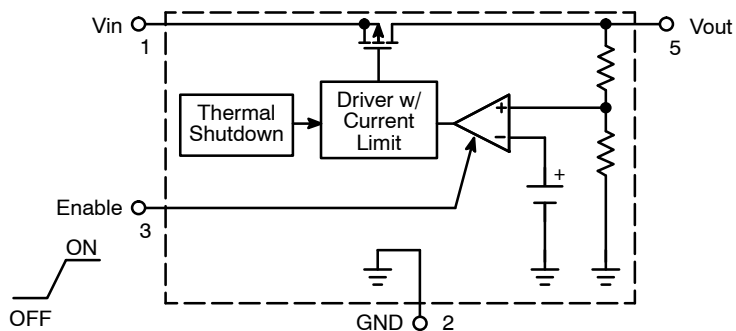 Vin
1
5
Vout
Thermal
Shutdown
Driver w/
Current
Limit
+
−
+
Enable
3
ON
OFF
GND
2